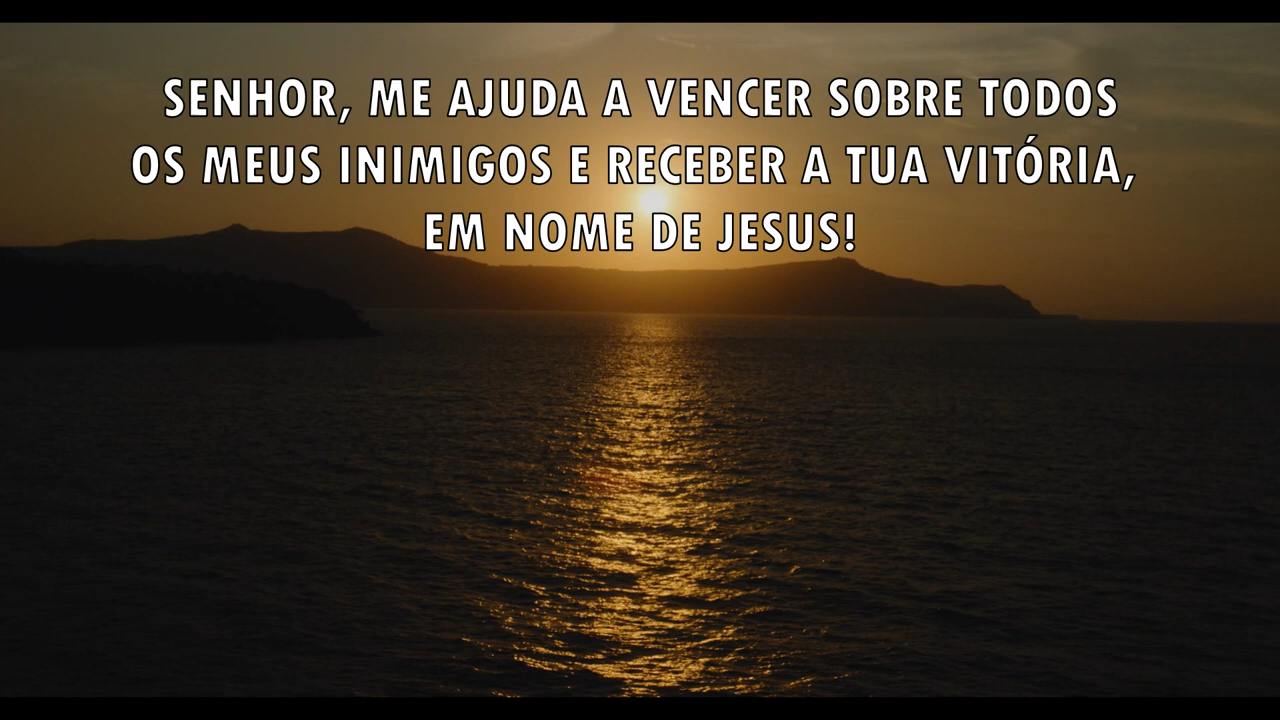 SENHOR, ME AJUDA A VENCER SOBRE TODOS
OS MEUS INIMIGOS E RECEBER A TUA VITÓRIA,
EM NOME DE JESUS!